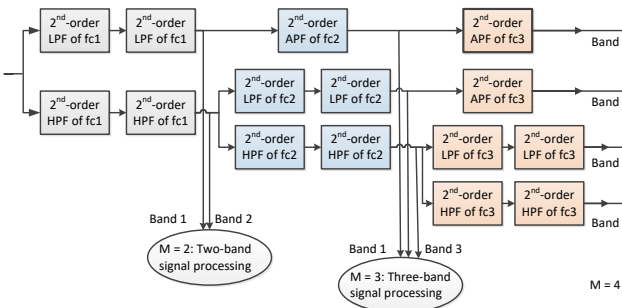 2nd-order
LPF of fc1
2nd-order
LPF of fc1
2nd-order
APF of fc2
2nd-order
APF of fc3
Band
2nd-order
HPF of fc1
2nd-order
HPF of fc1
2nd-order
LPF of fc2
2nd-order
LPF of fc2
2nd-order
APF of fc3
Band
2nd-order
HPF of fc2
2nd-order
HPF of fc2
2nd-order
LPF of fc3
2nd-order
LPF of fc3
Band
2nd-order
HPF of fc3
2nd-order
HPF of fc3
Band
Band 1
Band 2
M = 2: Two-band
signal processing
Band 1
Band 3
M = 3: Three-band
signal processing
M = 4